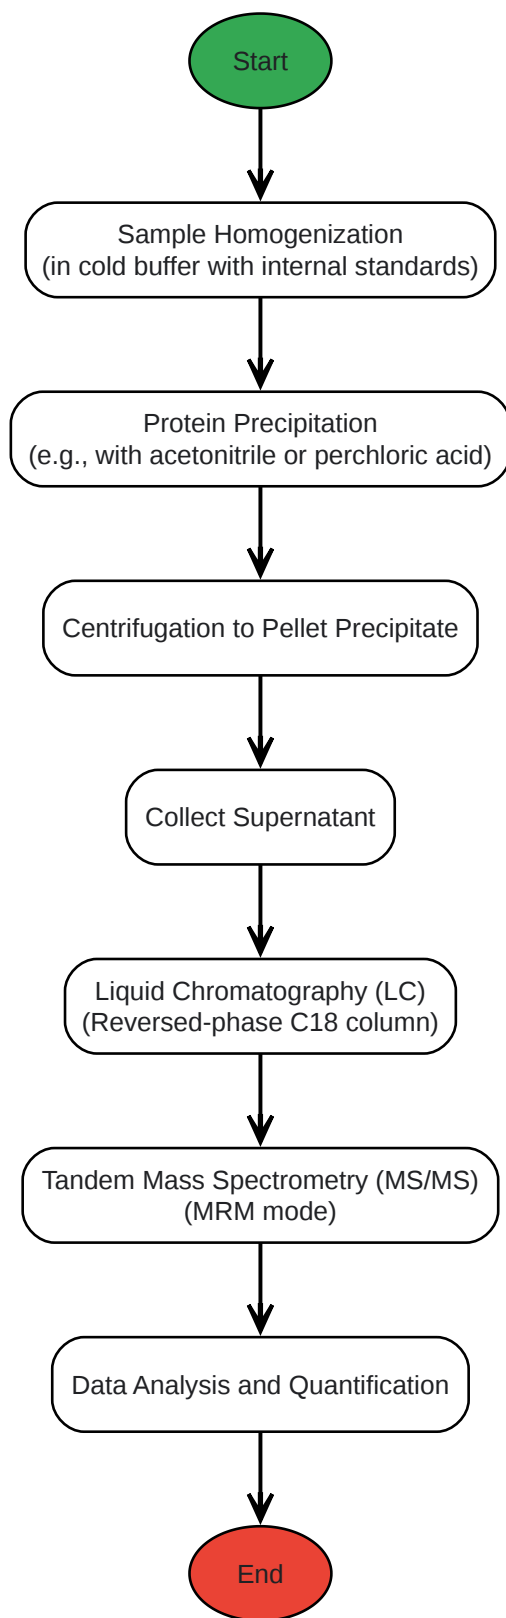 Start
Sample Homogenization
(in cold buffer with internal standards)
Protein Precipitation
(e.g., with acetonitrile or perchloric acid)
Centrifugation to Pellet Precipitate
Collect Supernatant
Liquid Chromatography (LC)
(Reversed-phase C18 column)
Tandem Mass Spectrometry (MS/MS)
(MRM mode)
Data Analysis and Quantification
End